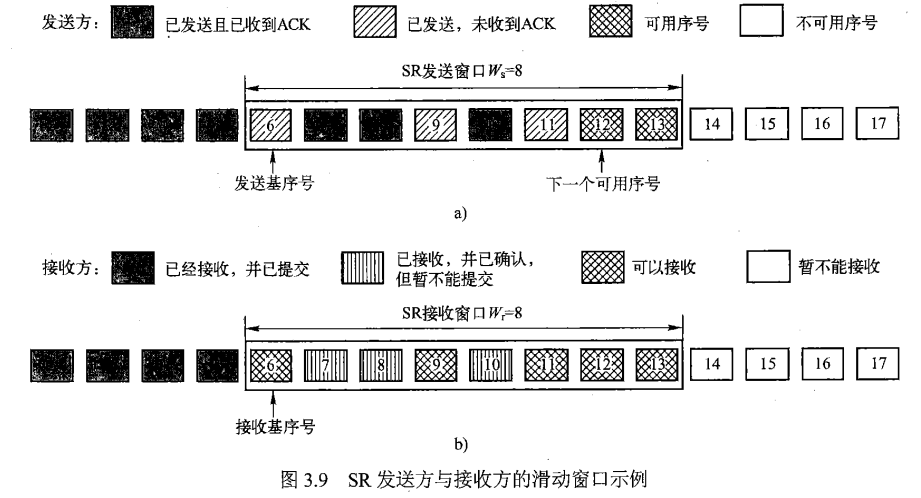 发送方： 已发送且已收到ACK 已发送，未收到ACK 可用序号 不可用序号
SR发送窗口Ws=8
6 9 11 12 13 14 15 16 17
发送基序号 下一个可用序号
a)
接收方： 已经接收，并已提交 已接收，并已确认，
但暂不能提交 可以接收 暂不能接收
SR接收窗口Wr=8
6 7 8 9 10 11 12 13 14 15 16 17
接收基序号
b)
图 3.9 SR 发送方与接收方的滑动窗口示例